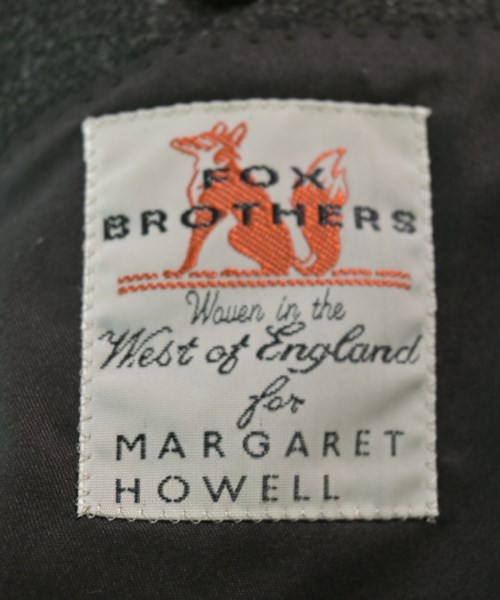 FOX
BROTHERS
Woven in the
West of England
for
MARGARET
HOWELL